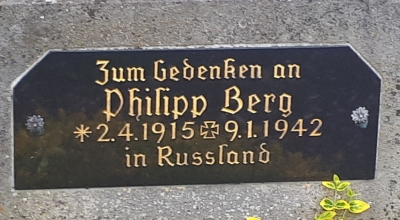 Zum Gedenken an
Philipp Berg
*2.4.1915 ✠ 9.1.1942
in Russland